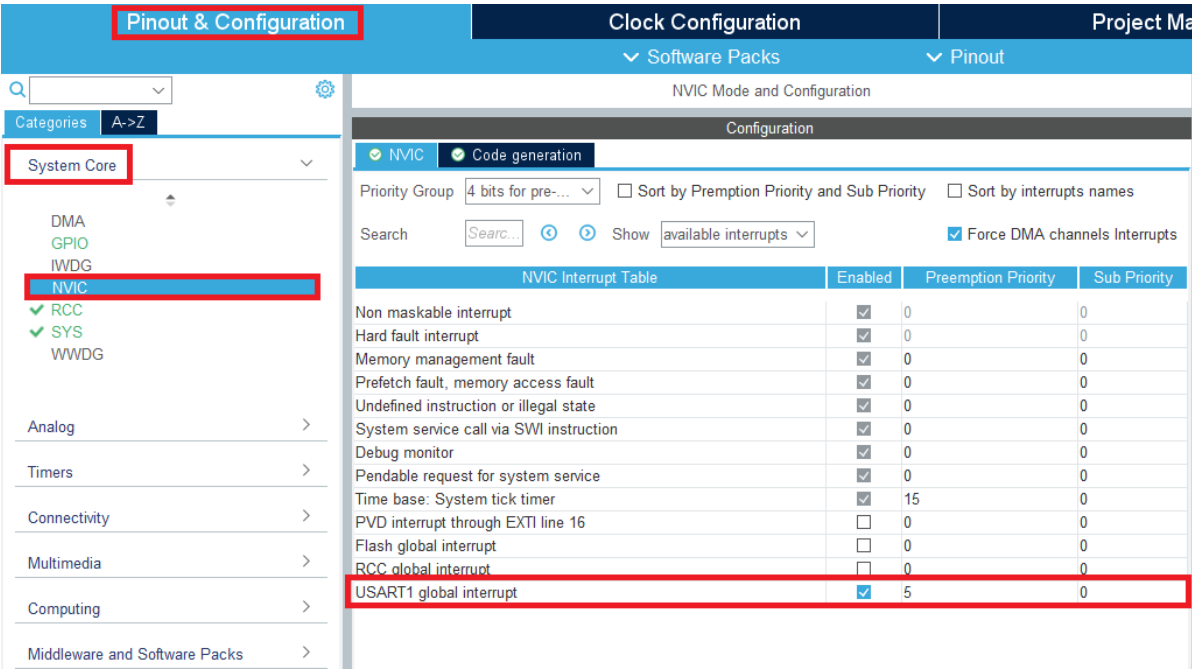 Pinout & Configuration Clock Configuration Project Ma
Software Packs Pinout
NVIC Mode and Configuration
Categories A->Z
Configuration
System Core
NVIC Code generation
Priority Group 4 bits for pre-... Sort by Premption Priority and Sub Priority Sort by interrupts names
DMA
GPIO
IWDG
NVIC
RCC
SYS
WWDG
Search Searc... Show available interrupts Force DMA channels Interrupts
NVIC Interrupt Table Enabled Preemption Priority Sub Priority
Non maskable interrupt 0 0
Hard fault interrupt 0 0
Memory management fault 0 0
Prefetch fault, memory access fault 0 0
Undefined instruction or illegal state 0 0
System service call via SWI instruction 0 0
Debug monitor 0 0
Pendable request for system service 0 0
Time base: System tick timer 15 0
PVD interrupt through EXTI line 16 0 0
Flash global interrupt 0 0
RCC global interrupt 0 0
USART1 global interrupt 5 0
Analog
Timers
Connectivity
Multimedia
Computing
Middleware and Software Packs